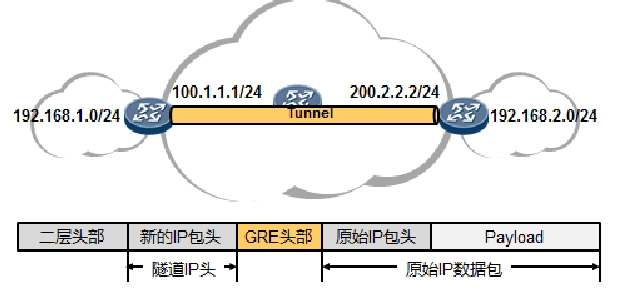 100.1.1.1/24
200.2.2.2/24
192.168.1.0/24
Tunnel
192.168.2.0/24
二层头部
新的IP包头
GRE头部
原始IP包头
Payload
隧道IP头
原始IP数据包